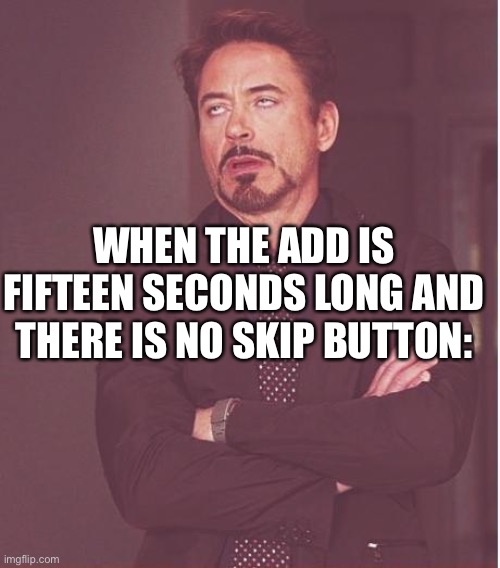 WHEN THE ADD IS
FIFTEEN SECONDS LONG AND
THERE IS NO SKIP BUTTON:
imgflip.com